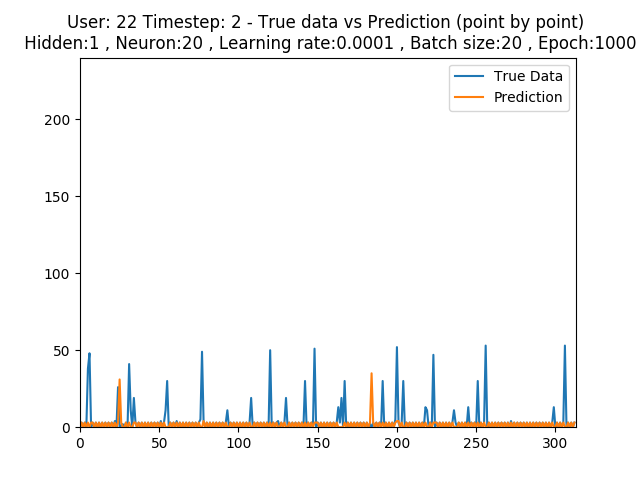 User: 22 Timestep: 2 - True data vs Prediction (point by point)
Hidden:1 , Neuron:20 , Learning rate:0.0001 , Batch size:20 , Epoch:1000
True Data
Prediction
200
150
100
50
0
0 50 100 150 200 250 300